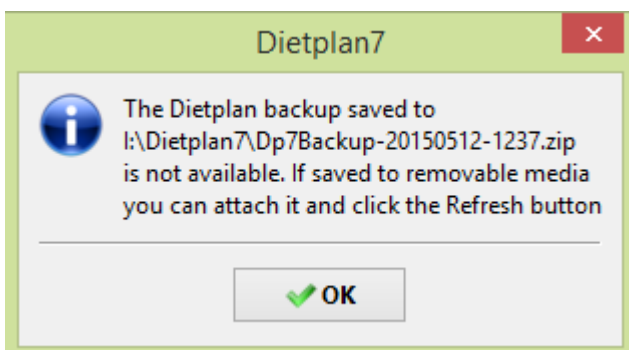 Dietplan7
The Dietplan backup saved to
I:\Dietplan7\Dp7Backup-20150512-1237.zip
is not available. If saved to removable media
you can attach it and click the Refresh button
OK